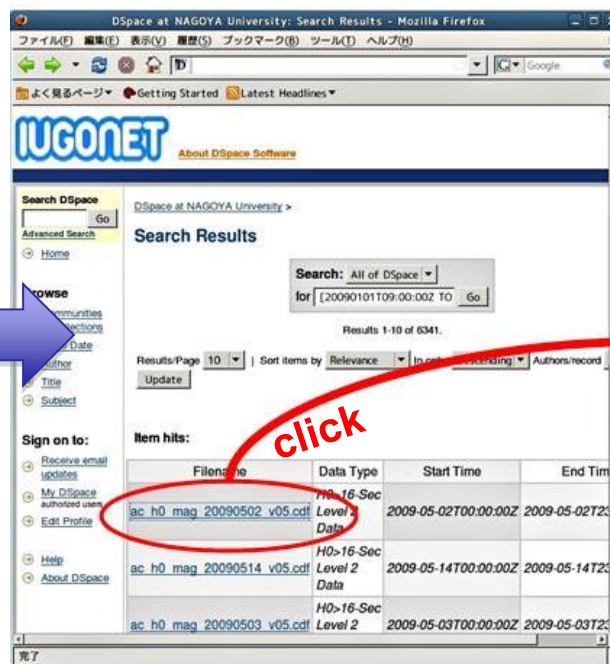 DSpace at NAGOYA University: Search Results - Mozilla Firefox
ファイル(F) 編集(E) 表示(V) 履歴(S) ブックマーク(B) ツール(T) ヘルプ(H)
Google
よく見るページ Getting Started Latest Headlines
IUGONET About DSpace Software
Search DSpace
Go
Advanced Search
Home
Browse
Date
Author
Title
Subject
Sign on to:
Receive email
updates
My DSpace
authorized users
Edit Profile
Help
About DSpace
DSpace at NAGOYA University >
Search Results
Search: All of DSpace
for [20090101T09:00:00Z TO Go
Results 1-10 of 6341.
Results/Page 10 | Sort items by Relevance In order Descending Authors/record
Update
Item hits:
click
Filename Data Type Start Time End Tim
ac_h0_mag_20090502_v05.cdf H0>16-Sec Level 2 Data 2009-05-02T00:00:00Z 2009-05-02T23
ac_h0_mag_20090514_v05.cdf H0>16-Sec Level 2 Data 2009-05-14T00:00:00Z 2009-05-14T23
ac_h0_mag_20090503_v05.cdf H0>16-Sec Level 2 2009-05-03T00:00:00Z 2009-05-03T23
完了